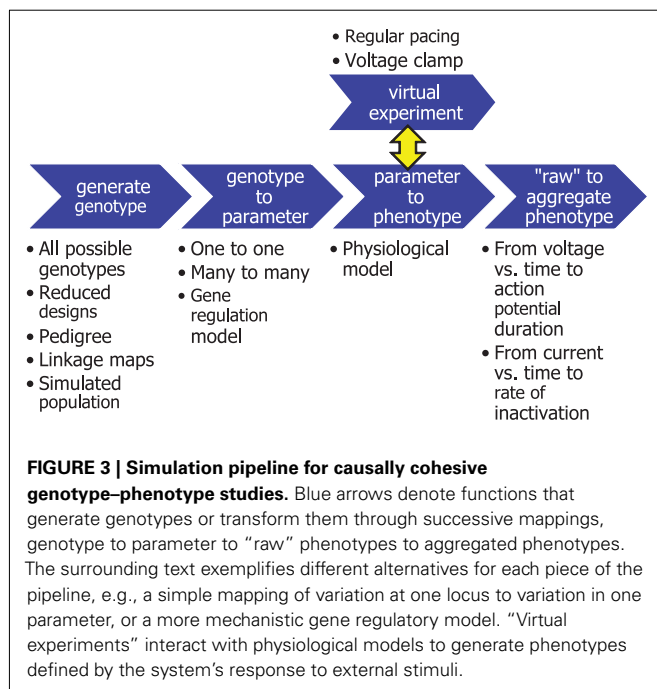 • Regular pacing
• Voltage clamp
virtual
experiment
generate
genotype
genotype
to
parameter
parameter
to
phenotype
"raw" to
aggregate
phenotype
• All possible
genotypes
• Reduced
designs
• Pedigree
• Linkage maps
• Simulated
population
• One to one
• Many to many
• Gene
regulation
model
• Physiological
model
• From voltage
vs. time to
action
potential
duration
• From current
vs. time to
rate of
inactivation
FIGURE 3 | Simulation pipeline for causally cohesive
genotype–phenotype studies. Blue arrows denote functions that
generate genotypes or transform them through successive mappings,
genotype to parameter to “raw” phenotypes to aggregated phenotypes.
The surrounding text exemplifies different alternatives for each piece of the
pipeline, e.g., a simple mapping of variation at one locus to variation in one
parameter, or a more mechanistic gene regulatory model. “Virtual
experiments” interact with physiological models to generate phenotypes
defined by the system’s response to external stimuli.